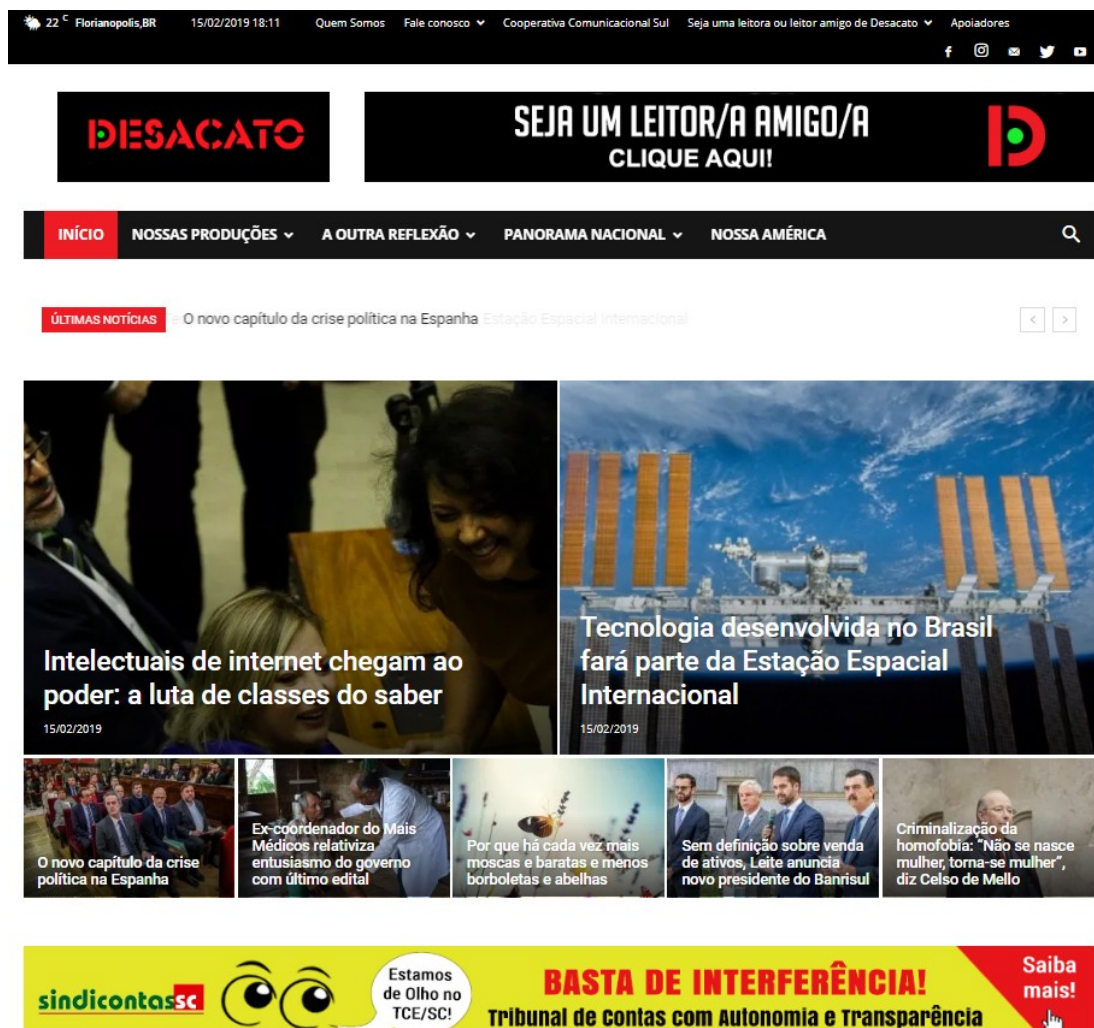 22 C Florianopolis,BR 15/02/2019 18:11 Quem Somos Fale conosco Cooperativa Comunicacional Sul Seja uma leitora ou leitor amigo de Desacato Apoiadores
DESACATO
SEJA UM LEITOR/A AMIGO/A
CLIQUE AQUI!
INÍCIO NOSSAS PRODUÇÕES A OUTRA REFLEXÃO PANORAMA NACIONAL NOSSA AMÉRICA
ÚLTIMAS NOTÍCIAS O novo capítulo da crise política na Espanha Estação Espacial Internacional
Intelectuais de internet chegam ao
poder: a luta de classes do saber
15/02/2019
Tecnologia desenvolvida no Brasil
fará parte da Estação Espacial
Internacional
15/02/2019
O novo capítulo da crise
política na Espanha
Ex-coordenador do Mais
Médicos relativiza
entusiasmo do governo
com último edital
Por que há cada vez mais
moscas e baratas e menos
borboletas e abelhas
Sem definição sobre venda
de ativos, Leite anuncia
novo presidente do Banrisul
Criminalização da
homofobia: “Não se nasce
mulher, torna-se mulher”,
diz Celso de Mello
sindicontassc
Estamos
de Olho no
TCE/SC!
BASTA DE INTERFERÊNCIA!
Tribunal de Contas com Autonomia e Transparência
Saiba
mais!